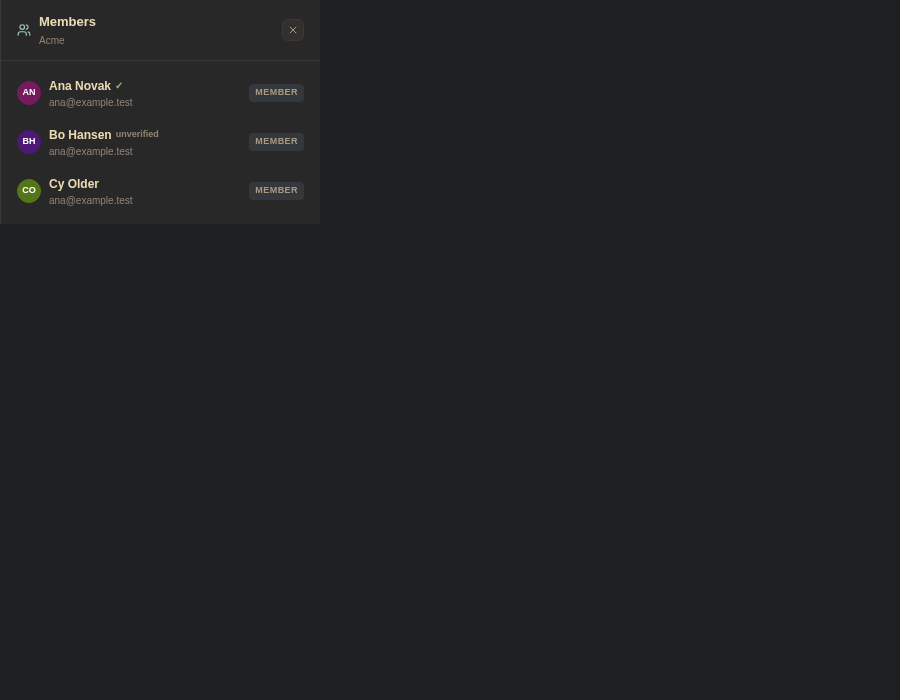 Members
Acme
AN Ana Novak ✓ MEMBER
ana@example.test
BH Bo Hansen unverified MEMBER
ana@example.test
CO Cy Older MEMBER
ana@example.test